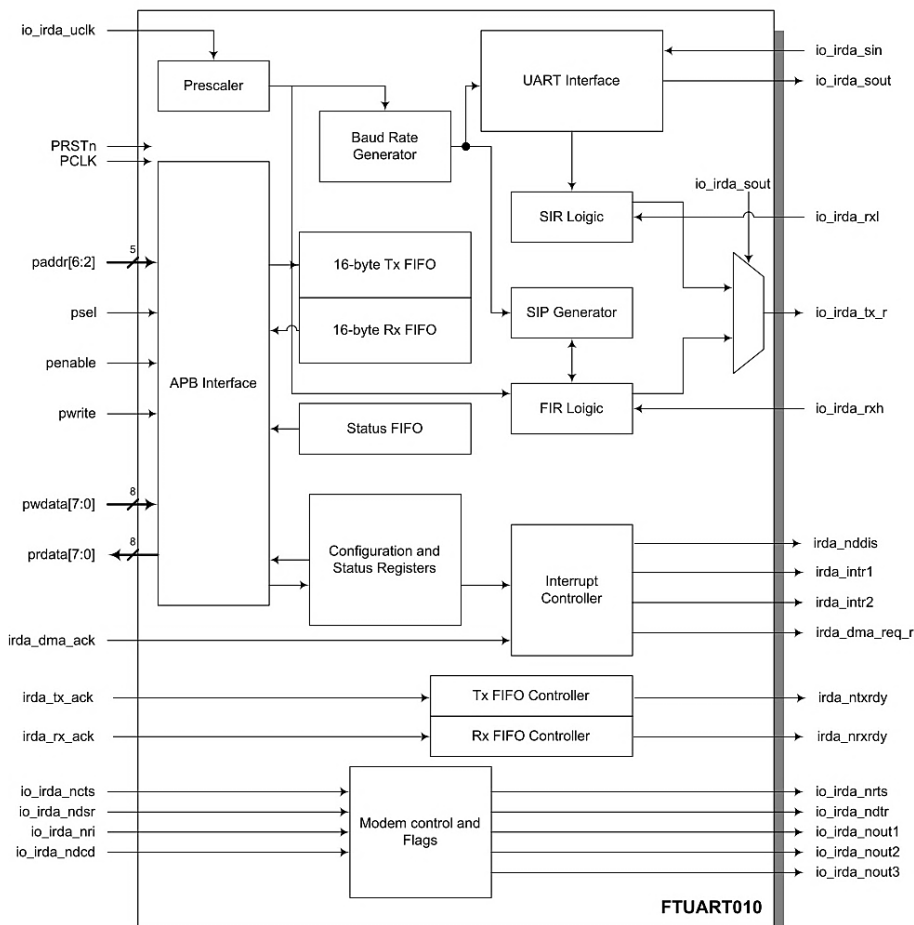 io_irda_uclk
Prescaler
UART Interface
io_irda_sin
io_irda_sout
Baud Rate
Generator
PRSTn
PCLK
io_irda_sout
SIR Loigic
io_irda_rxl
5
paddr[6:2]
16-byte Tx FIFO
psel
16-byte Rx FIFO
SIP Generator
io_irda_tx_r
penable
APB Interface
pwrite
Status FIFO
FIR Loigic
io_irda_rxh
8
pwdata[7:0]
8
prdata[7:0]
Configuration and
Status Registers
Interrupt
Controller
irda_nddis
irda_intr1
irda_intr2
irda_dma_req_r
irda_dma_ack
irda_tx_ack
Tx FIFO Controller
irda_ntxrdy
irda_rx_ack
Rx FIFO Controller
irda_nrxrdy
io_irda_ncts
io_irda_ndsr
io_irda_nri
io_irda_ndcd
Modem control and
Flags
io_irda_nrts
io_irda_ndtr
io_irda_nout1
io_irda_nout2
io_irda_nout3
FTUART010